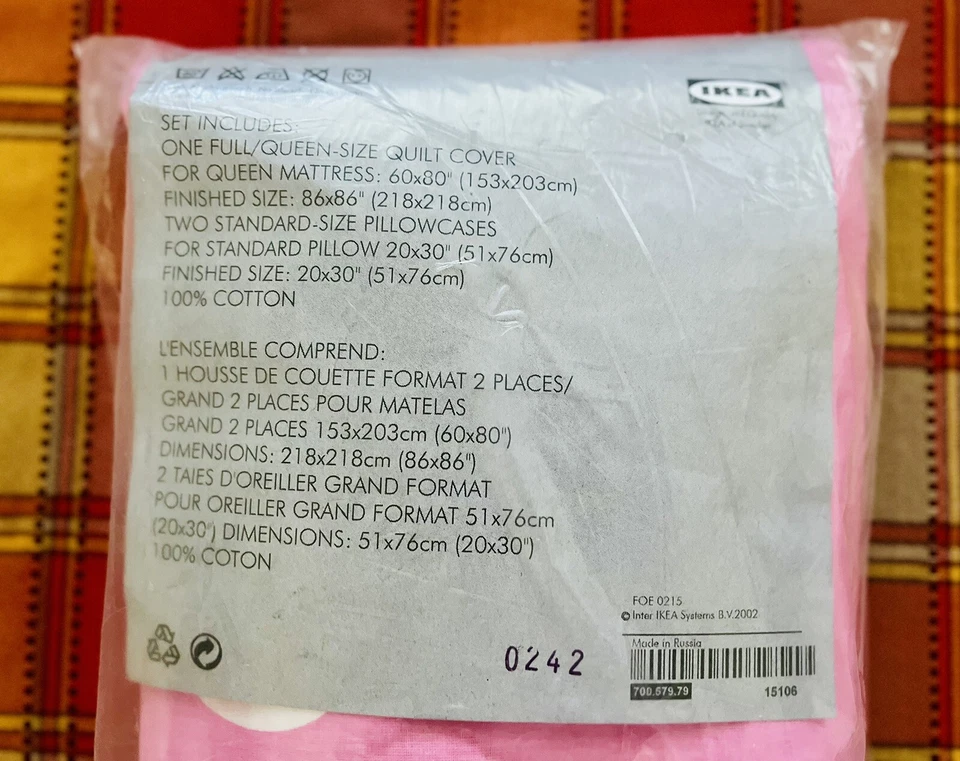 IKEA
SET INCLUDES:
ONE FULL/QUEEN-SIZE QUILT COVER
FOR QUEEN MATTRESS: 60x80" (153x203cm)
FINISHED SIZE: 86x86" (218x218cm)
TWO STANDARD-SIZE PILLOWCASES
FOR STANDARD PILLOW 20x30" (51x76cm)
FINISHED SIZE: 20x30" (51x76cm)
100% COTTON
L'ENSEMBLE COMPREND:
1 HOUSSE DE COUETTE FORMAT 2 PLACES/
GRAND 2 PLACES POUR MATELAS
GRAND 2 PLACES 153x203cm (60x80")
DIMENSIONS: 218x218cm (86x86")
2 TAIES D'OREILLER GRAND FORMAT
POUR OREILLER GRAND FORMAT 51x76cm
(20x30") DIMENSIONS: 51x76cm (20x30")
100% COTON
FOE 0215
© Inter IKEA Systems B.V.2002
Made in Russia
0242
700.579.79 15106